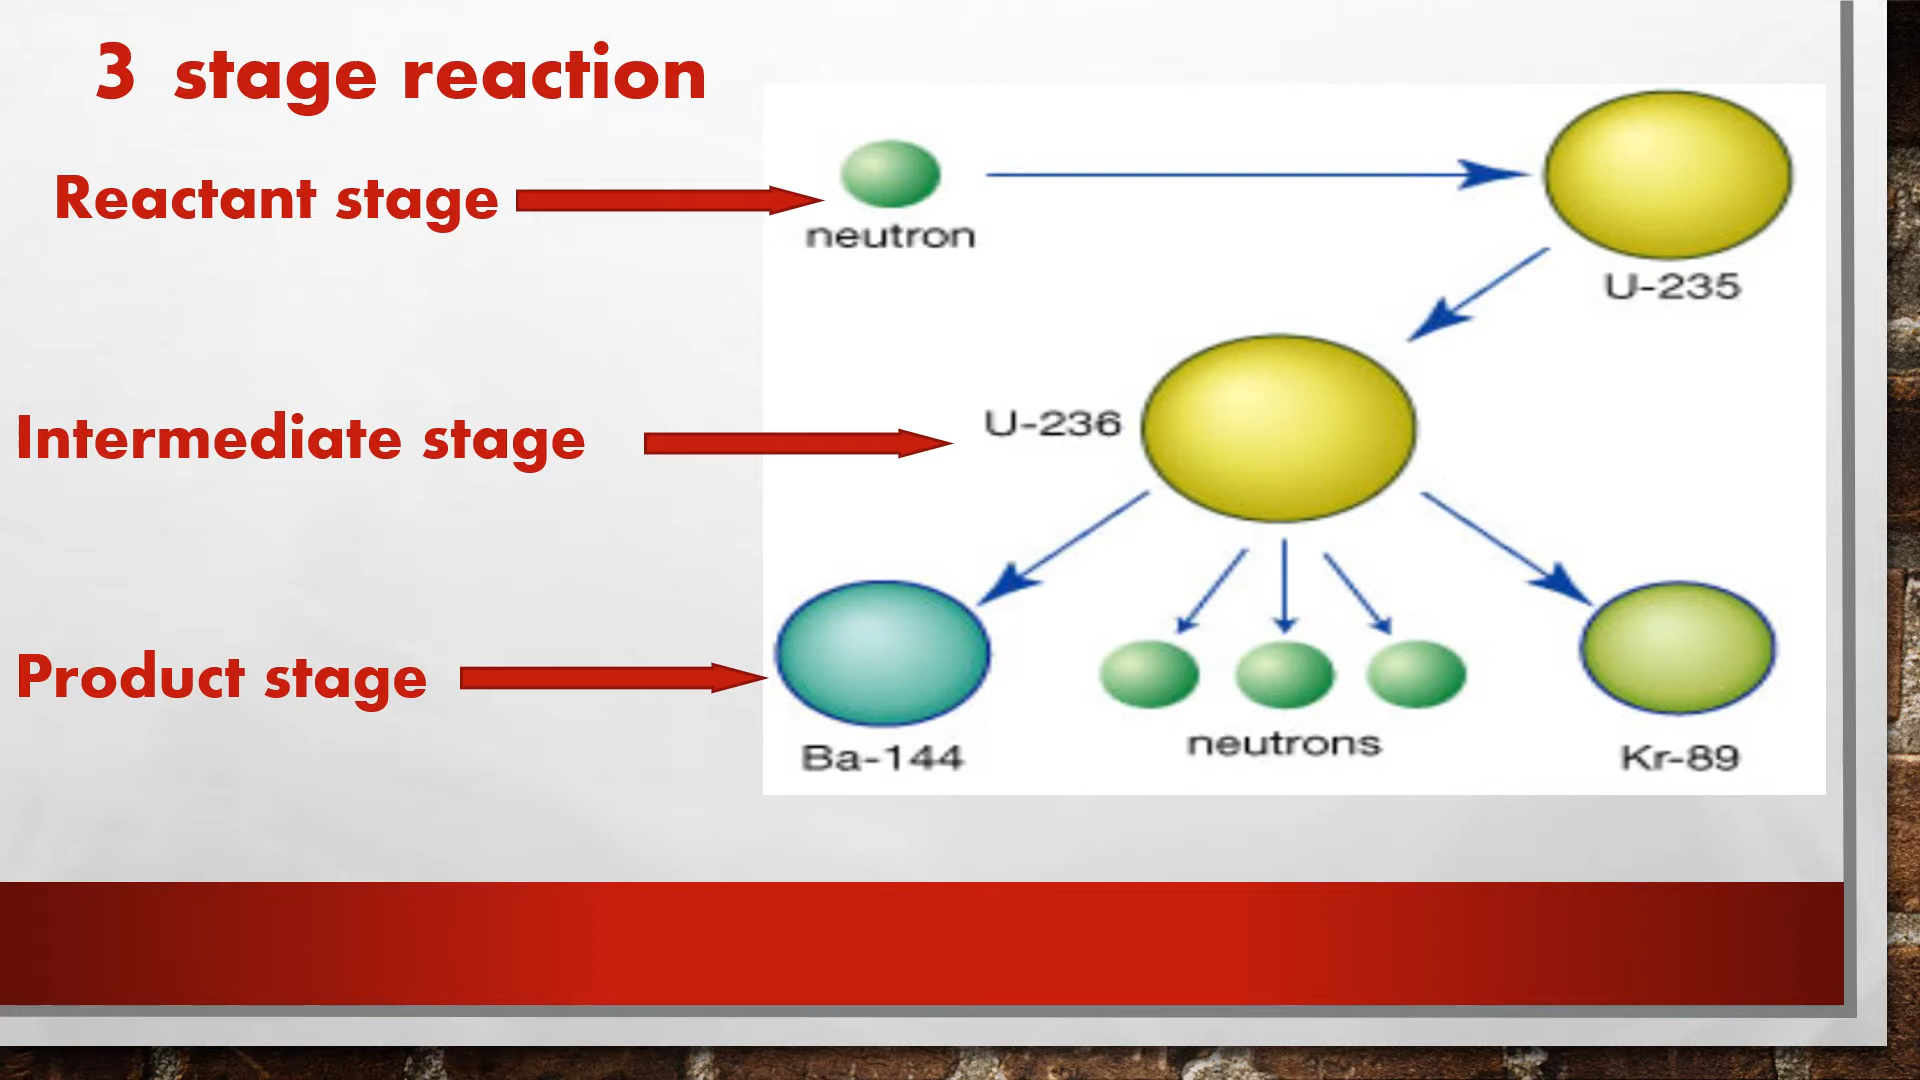 3 stage reaction
Reactant stage
neutron
U-235
Intermediate stage
U-236
Product stage
Ba-144
neutrons
Kr-89